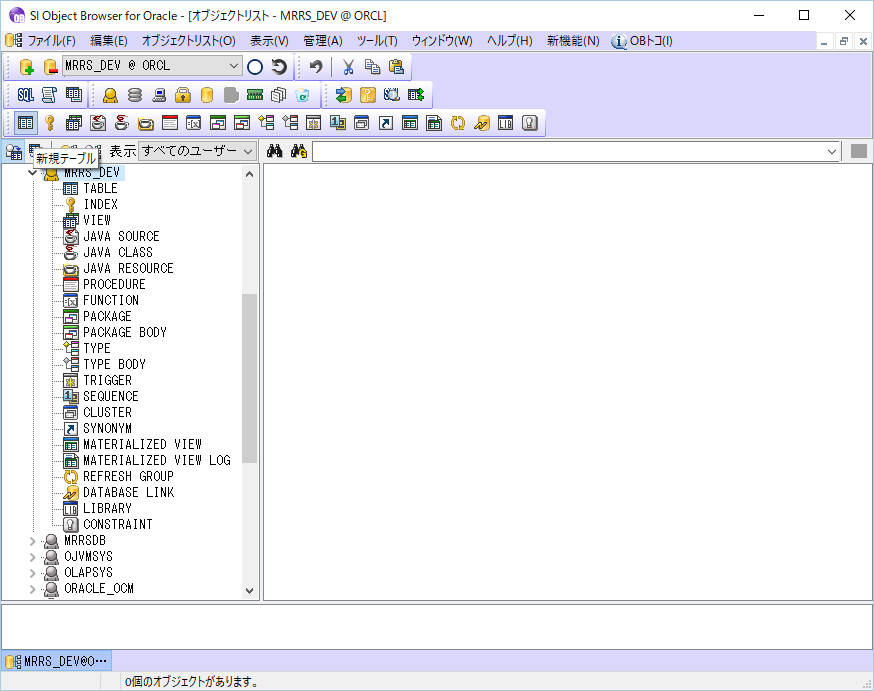 SI Object Browser for Oracle - [オブジェクトリスト - MRRS_DEV @ ORCL]
ファイル(F) 編集(E) オブジェクトリスト(O) 表示(V) 管理(A) ツール(T) ウィンドウ(W) ヘルプ(H) 新機能(N) OBトコ(I)
MRRS_DEV @ ORCL
SQL
新規テーブル 表示 すべてのユーザー
MRRS_DEV
TABLE
INDEX
VIEW
JAVA SOURCE
JAVA CLASS
JAVA RESOURCE
PROCEDURE
FUNCTION
PACKAGE
PACKAGE BODY
TYPE
TYPE BODY
TRIGGER
SEQUENCE
CLUSTER
SYNONYM
MATERIALIZED VIEW
MATERIALIZED VIEW LOG
REFRESH GROUP
DATABASE LINK
LIBRARY
CONSTRAINT
MRRSDB
OJVMSYS
OLAPSYS
ORACLE_OCM
MRRS_DEV@O…
0個のオブジェクトがあります。